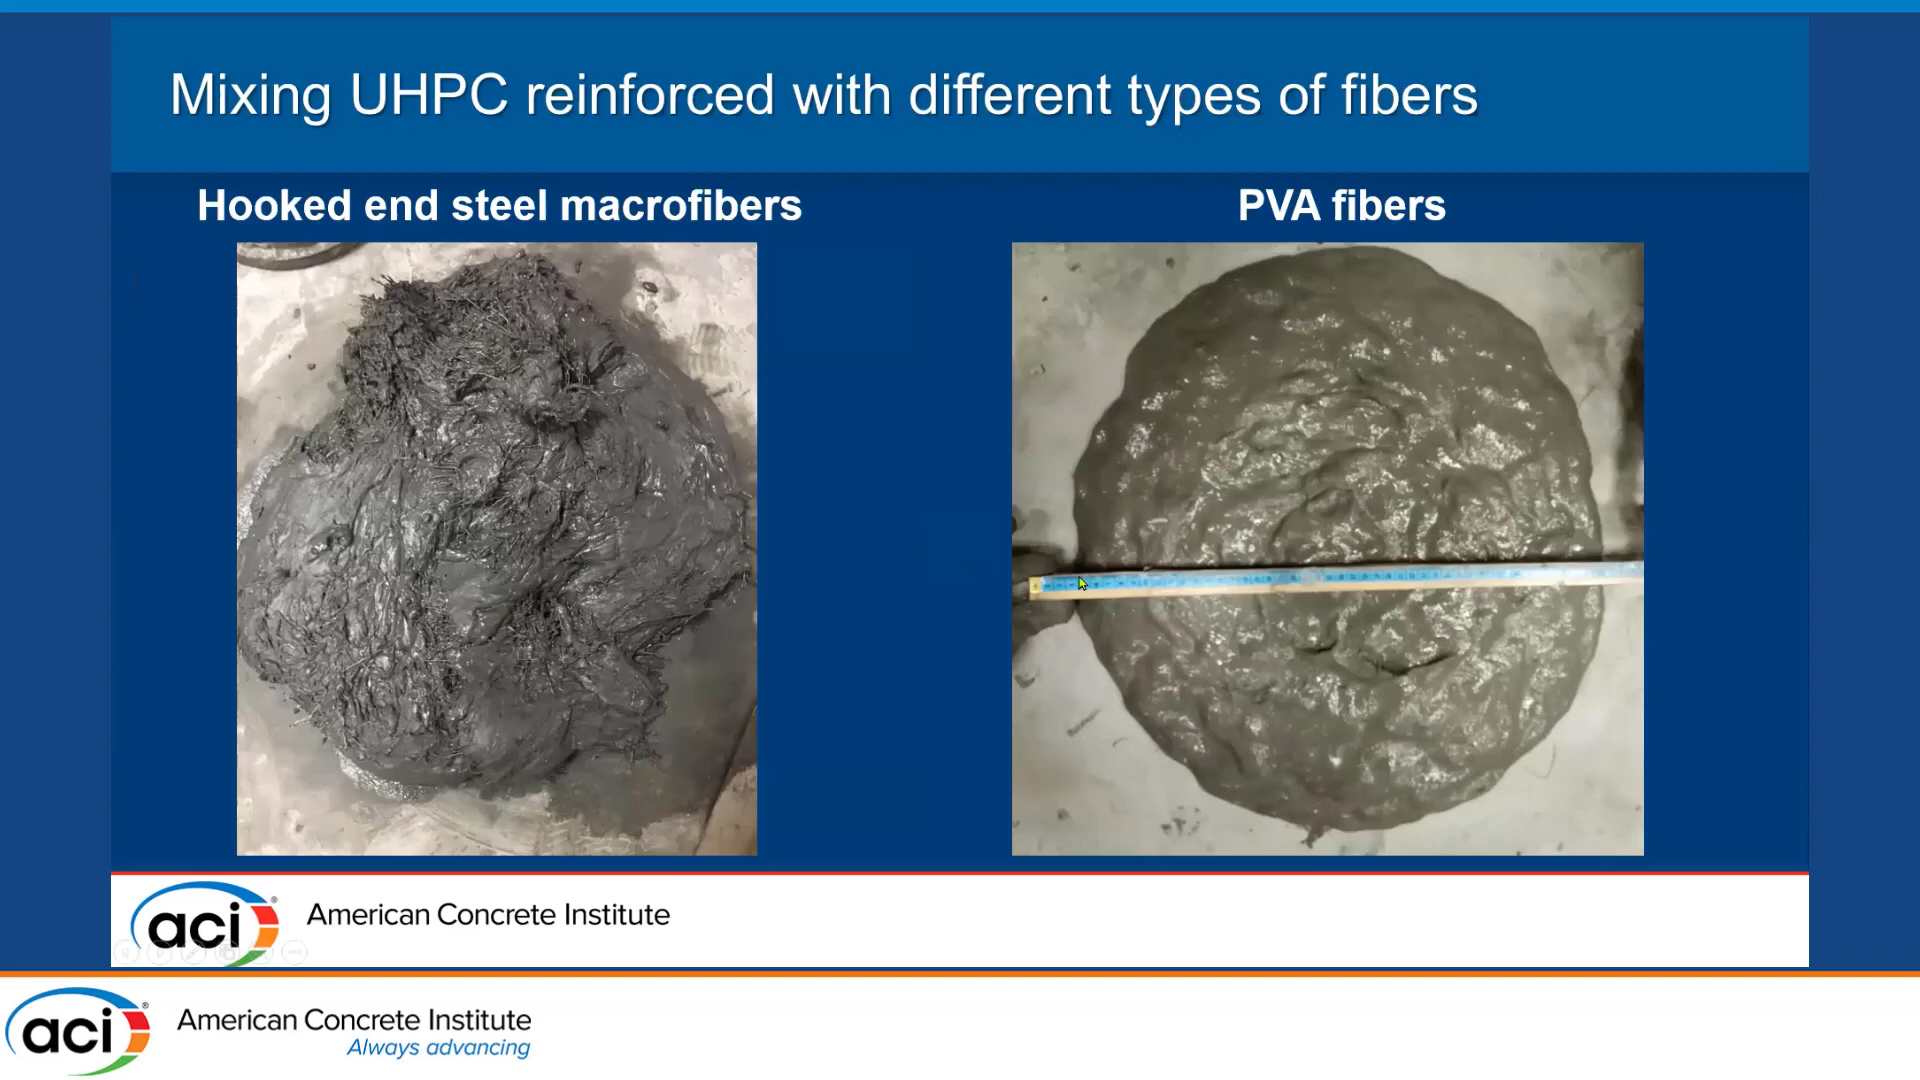 Mixing UHPC reinforced with different types of fibers
Hooked end steel macrofibers
PVA fibers
aci® American Concrete Institute
aci® American Concrete Institute
Always advancing